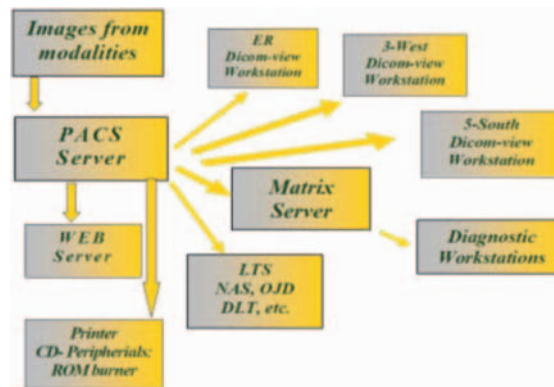 Images from
modalities
ER
Dicom-view
Workstation
3-West
Dicom-view
Workstation
PACS
Server
5-South
Dicom-view
Workstation
Matrix
Server
WEB
Server
Diagnostic
Workstations
LTS
NAS, OJD
DLT, etc.
Printer
CD- Peripherials:
ROM burner